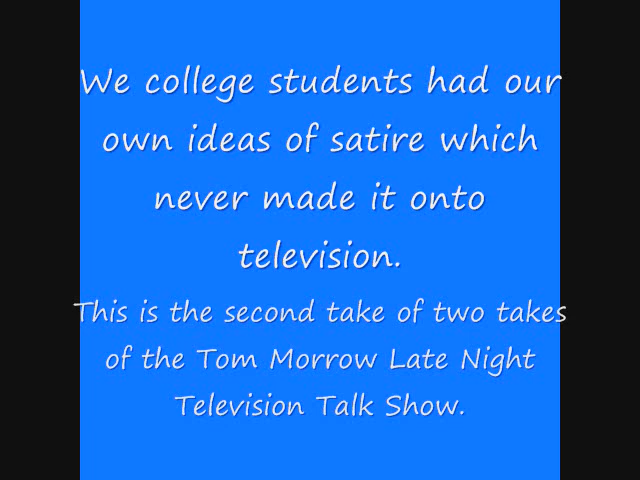 We college students had our
own ideas of satire which
never made it onto
television.
This is the second take of two takes
of the Tom Morrow Late Night
Television Talk Show.